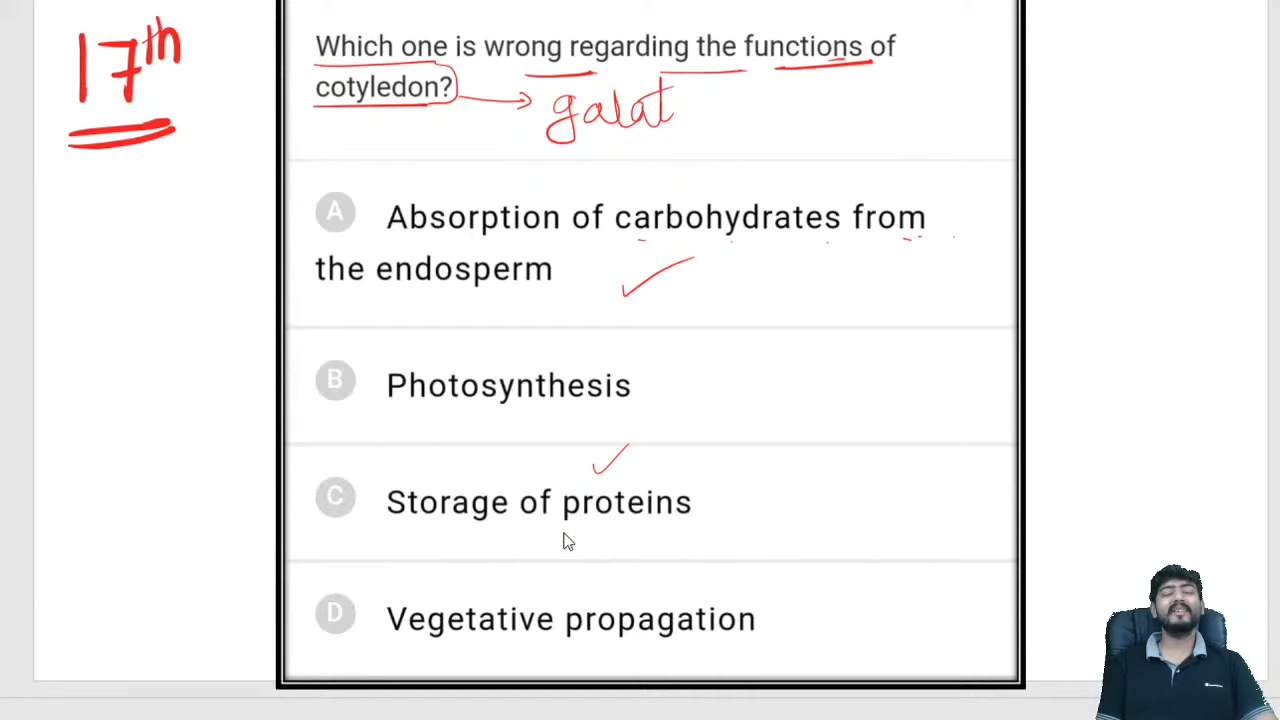 17th
Which one is wrong regarding the functions of
cotyledon?
galat
A Absorption of carbohydrates from
the endosperm
B Photosynthesis
C Storage of proteins
D Vegetative propagation